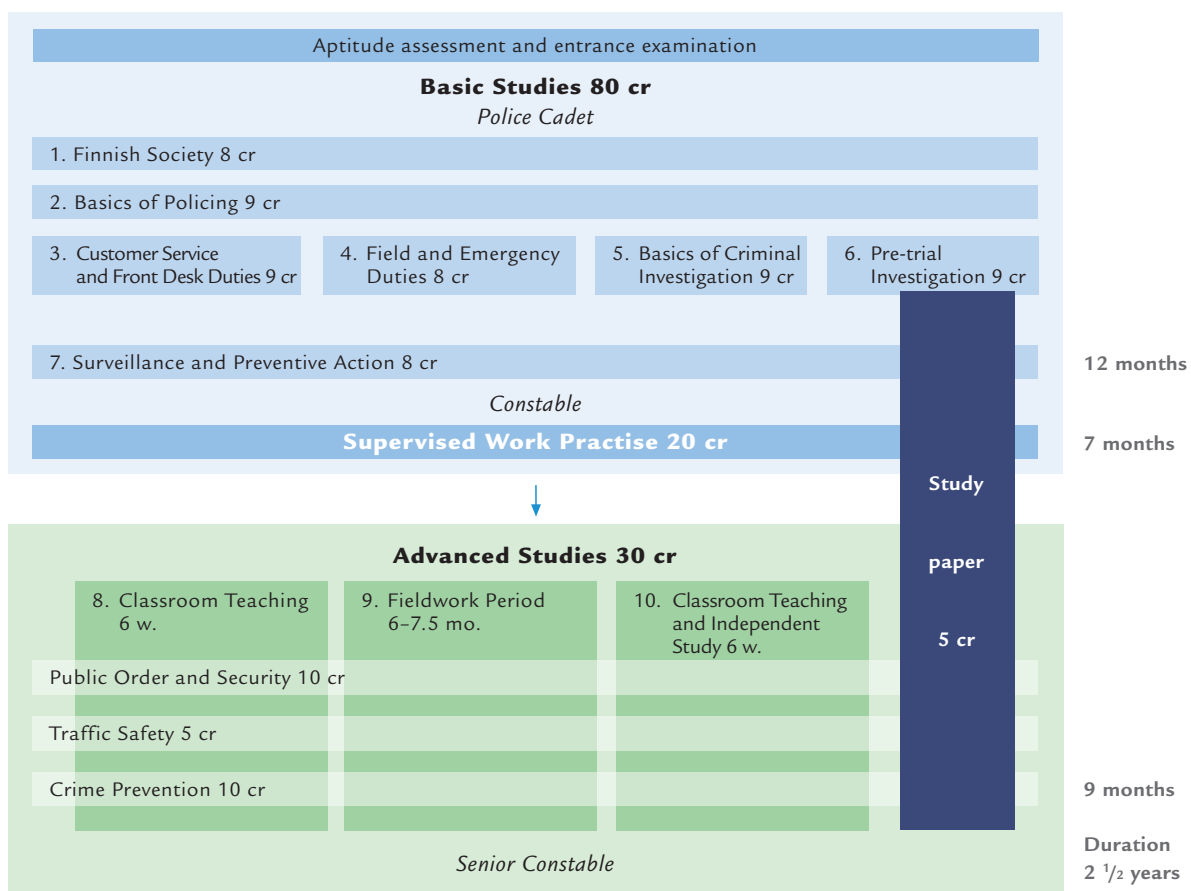 Aptitude assessment and entrance examination
Basic Studies 80 cr
Police Cadet
1. Finnish Society 8 cr
2. Basics of Policing 9 cr
3. Customer Service
and Front Desk Duties 9 cr
4. Field and Emergency
Duties 8 cr
5. Basics of Criminal
Investigation 9 cr
6. Pre-trial
Investigation 9 cr
7. Surveillance and Preventive Action 8 cr
12 months
Constable
Supervised Work Practise 20 cr
7 months
Study
paper
5 cr
Advanced Studies 30 cr
8. Classroom Teaching
6 w.
9. Fieldwork Period
6–7.5 mo.
10. Classroom Teaching
and Independent
Study 6 w.
Public Order and Security 10 cr
Traffic Safety 5 cr
Crime Prevention 10 cr
9 months
Senior Constable
Duration
2 1/2 years